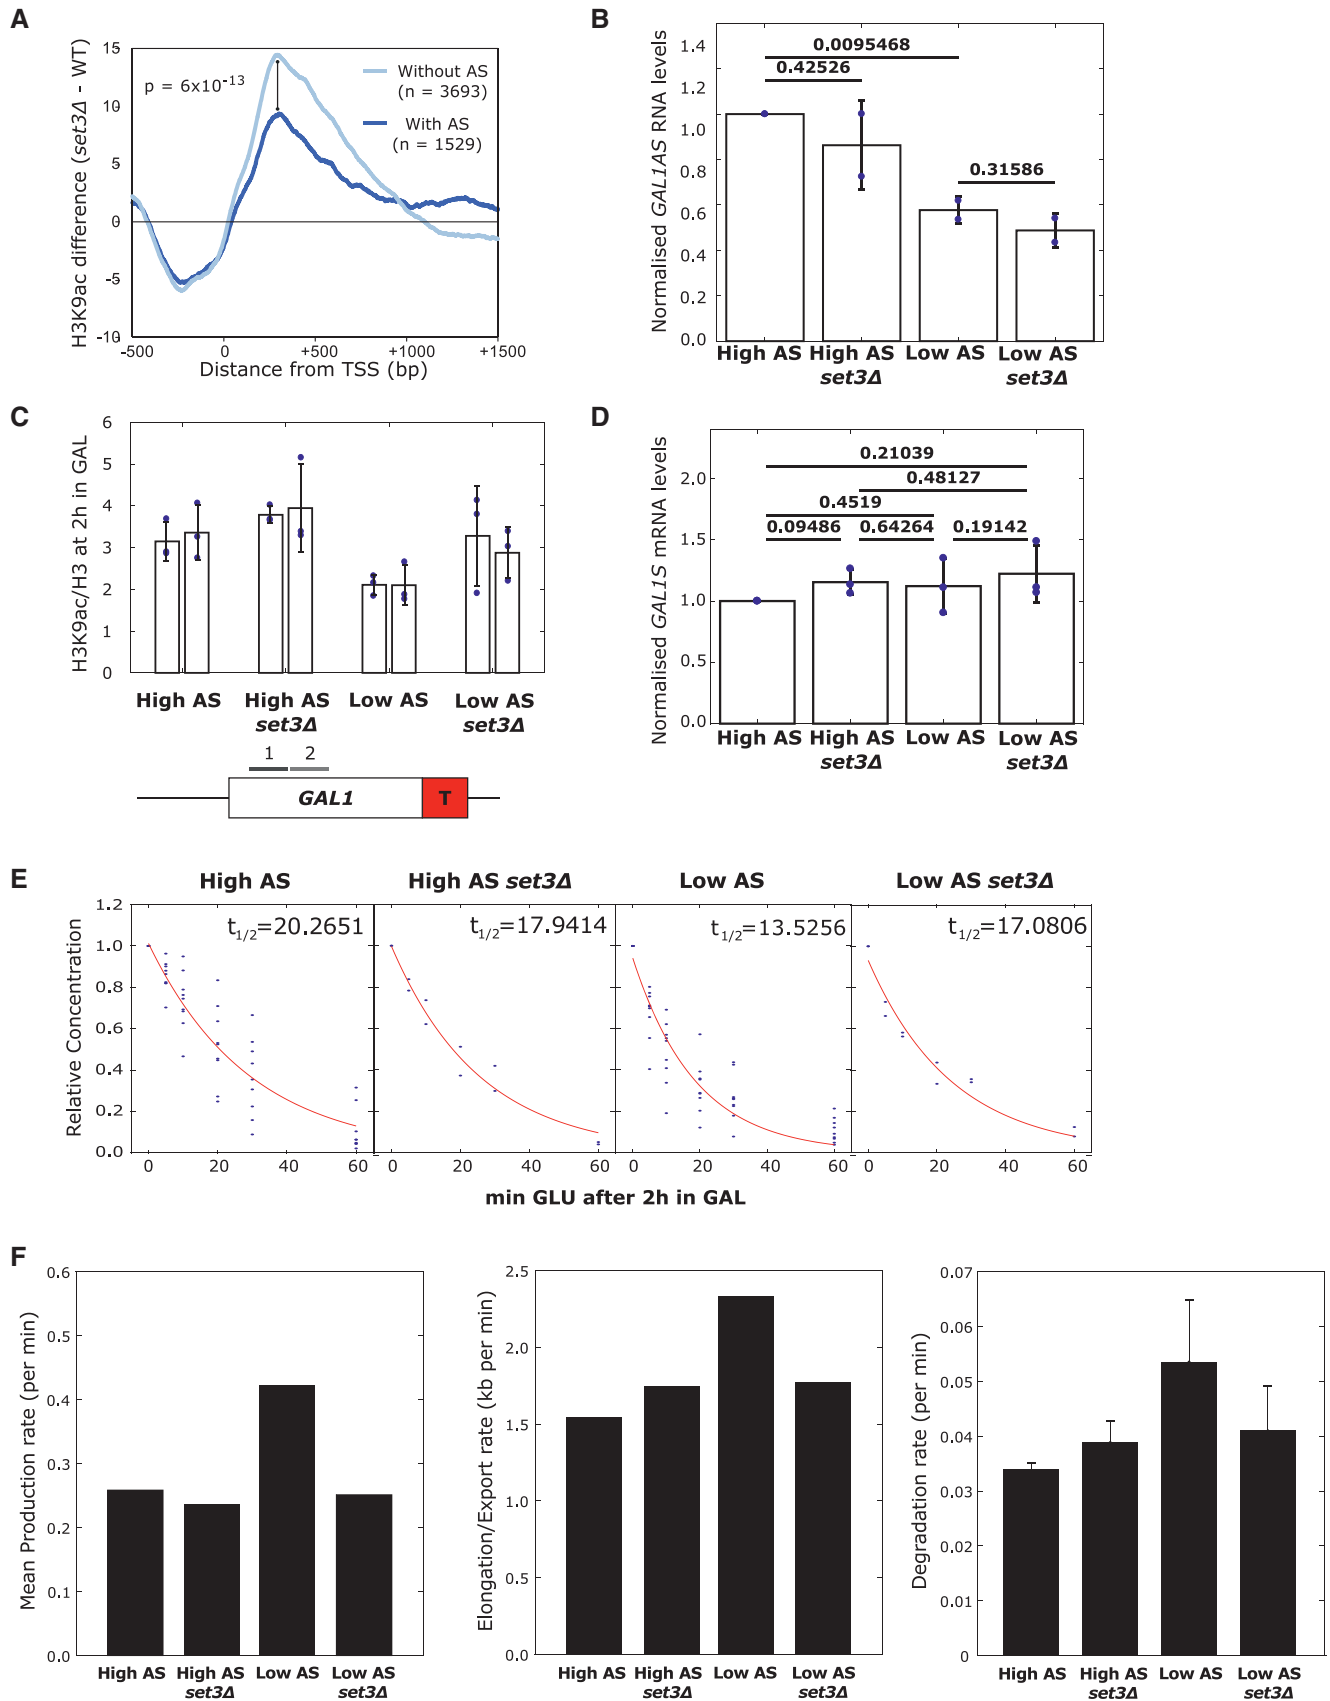 A
H3K9ac difference (set3Δ - WT)
15
10
5
0
-5
-10
p = 6x10-13
Without AS
(n = 3693)
With AS
(n = 1529)
-500
0
+500
+1000
+1500
Distance from TSS (bp)
B
Normalised GAL1AS RNA levels
1.4
1.2
1.0
0.8
0.6
0.4
0.2
0.0
0.0095468
0.42526
0.31586
High AS
High AS
set3Δ
Low AS
Low AS
set3Δ
C
H3K9ac/H3 at 2h in GAL
6
5
4
3
2
1
0
High AS
High AS
set3Δ
Low AS
Low AS
set3Δ
1
2
GAL1
T
D
Normalised GAL1S mRNA levels
2.0
1.5
1.0
0.5
0.0
0.21039
0.48127
0.4519
0.09486
0.64264
0.19142
High AS
High AS
set3Δ
Low AS
Low AS
set3Δ
E
High AS
High AS set3Δ
Low AS
Low AS set3Δ
Relative Concentration
1.2
1.0
0.8
0.6
0.4
0.2
0.0
t1/2=20.2651
t1/2=17.9414
t1/2=13.5256
t1/2=17.0806
0 20 40 60
0 20 40 60
0 20 40 60
0 20 40 60
min GLU after 2h in GAL
F
Mean Production rate (per min)
0.6
0.5
0.4
0.3
0.2
0.1
0.0
High AS
High AS
set3Δ
Low AS
Low AS
set3Δ
Elongation/Export rate (kb per min)
2.5
2.0
1.5
1.0
0.5
0.0
High AS
High AS
set3Δ
Low AS
Low AS
set3Δ
Degradation rate (per min)
0.07
0.06
0.05
0.04
0.03
0.02
0.01
0
High AS
High AS
set3Δ
Low AS
Low AS
set3Δ